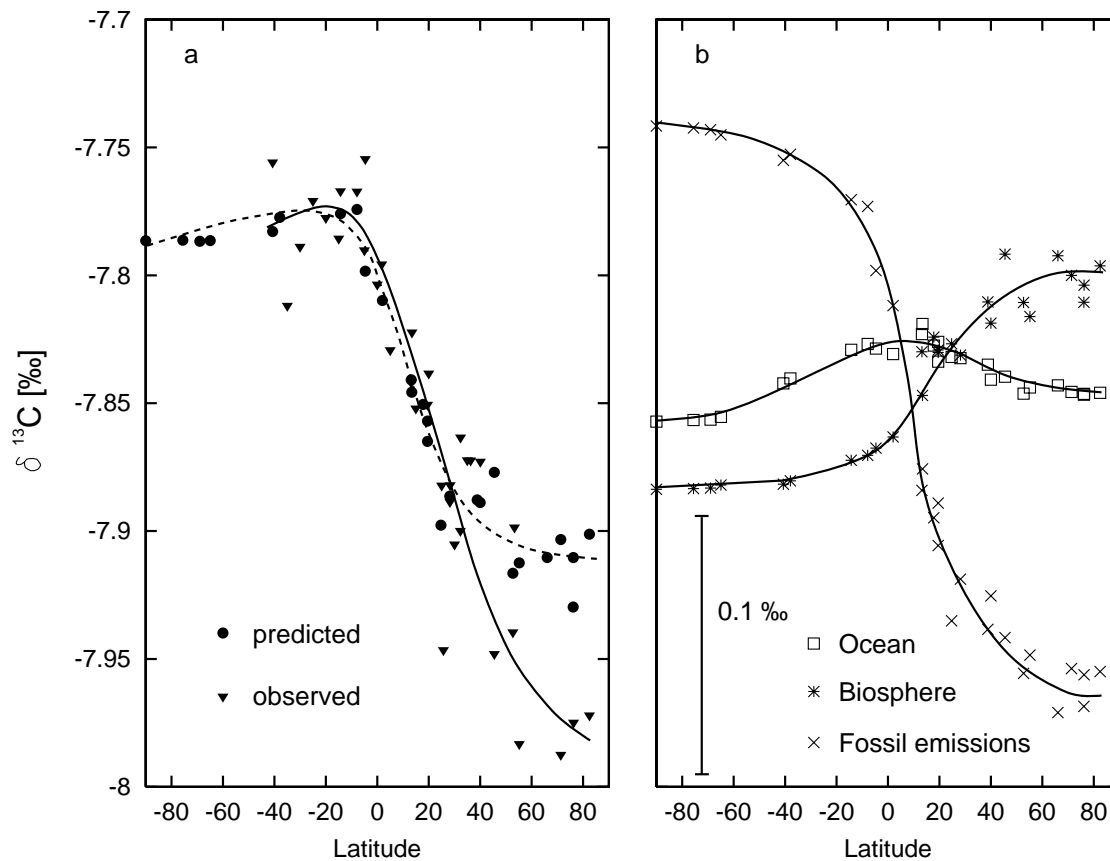 a
-7.7
-7.75
-7.8
-7.85
-7.9
-7.95
-8
δ ¹³C [‰]
predicted
observed
-80 -60 -40 -20 0 20 40 60 80
Latitude
b
0.1 ‰
Ocean
Biosphere
Fossil emissions
-80 -60 -40 -20 0 20 40 60 80
Latitude